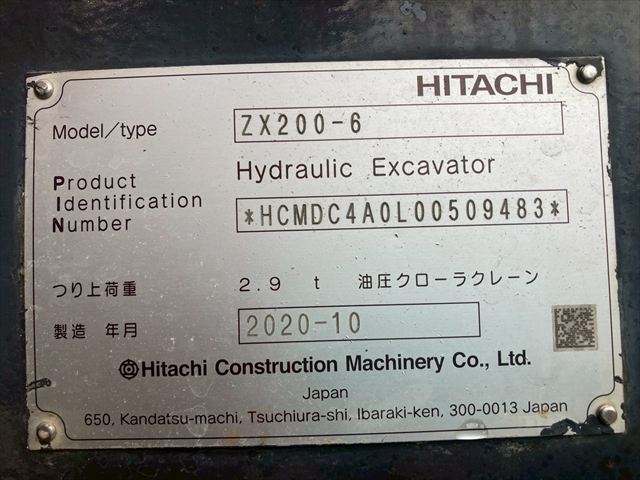 HITACHI
Model/type ZX200-6
Hydraulic Excavator
Product
Identification
Number *HCMDC4A0L00509483*
つり上荷重 2.9 t 油圧クローラクレーン
製造 年月 2020-10
Hitachi Construction Machinery Co., Ltd.
Japan
650, Kandatsu-machi, Tsuchiura-shi, Ibaraki-ken, 300-0013 Japan